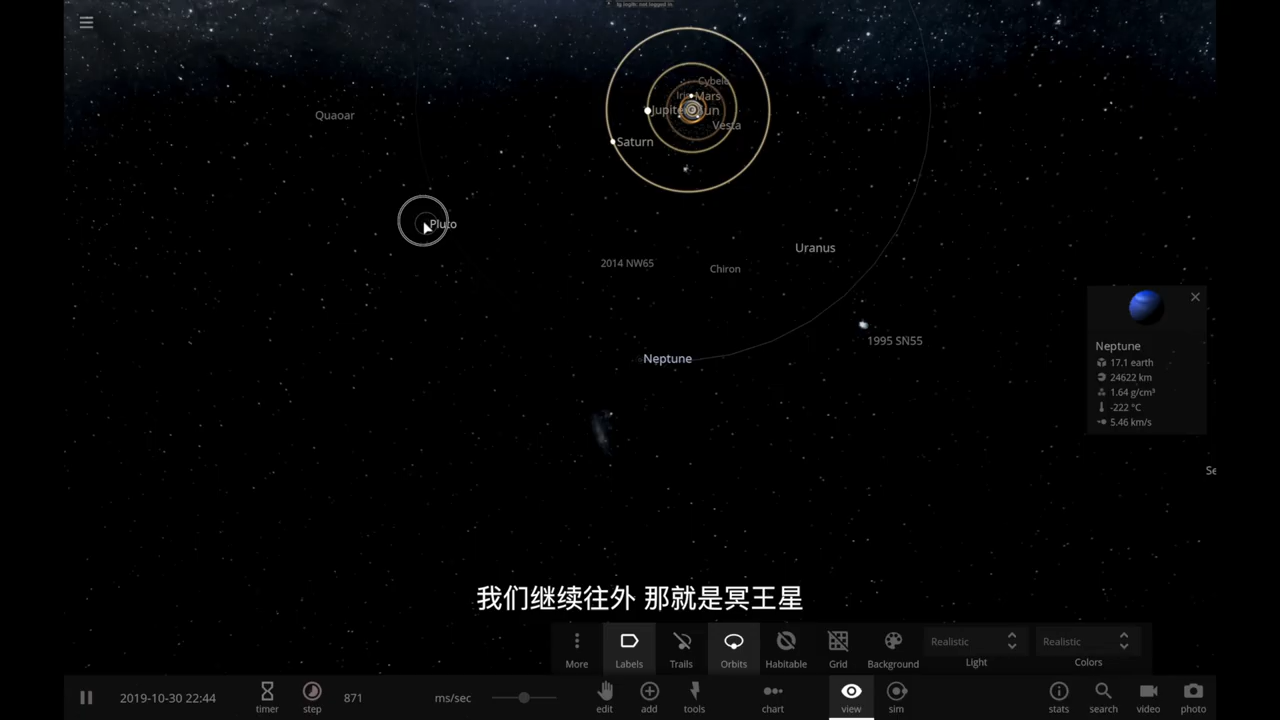 Cybele
Mars
Jupite
Sun
Vesta
Saturn
Quaoar
Pluto
Uranus
2014 NW65
Chiron
1995 SN55
Neptune
Neptune
17.1 earth
24622 km
1.64 g/cm³
-222 °C
5.46 km/s
Se
我们继续往外 那就是冥王星
More
Labels
Trails
Orbits
Habitable
Grid
Background
Realistic
Light
Realistic
Colors
2019-10-30 22:44
timer
step
871
ms/sec
edit
add
tools
chart
view
sim
stats
search
video
photo